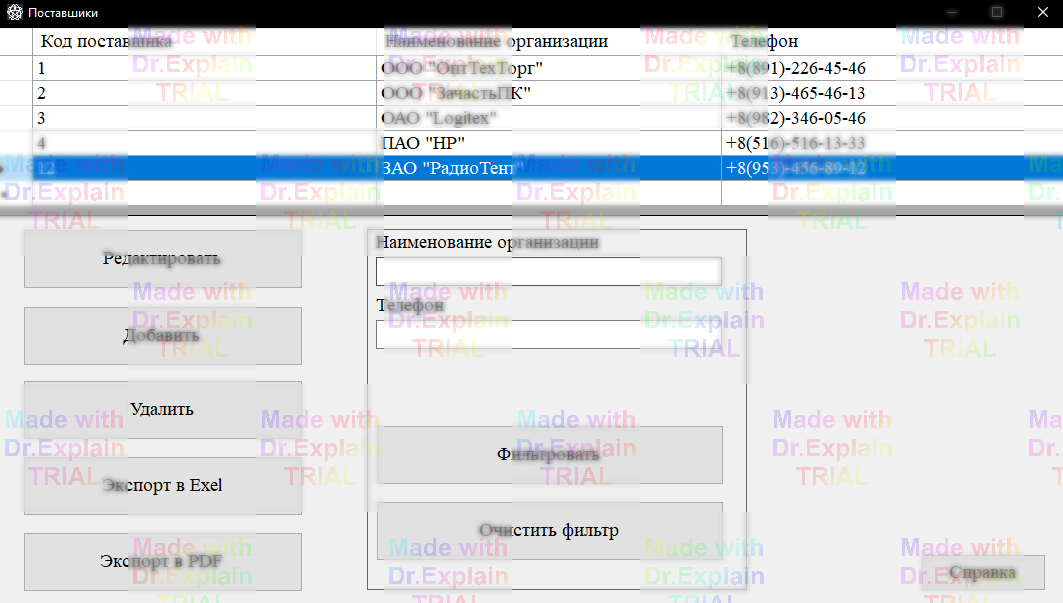 Поставщики
Код поставщика Наименование организации Телефон
1 ООО "ОптТехТорг" +8(891)-226-45-46
2 ООО "ЗачастьПК" +8(913)-465-46-13
3 ОАО "Logitex" +8(982)-346-05-46
4 ПАО "HP" +8(516)-516-13-33
12 ЗАО "РадиоТент" +8(953)-456-89-12
Редактировать
Добавить
Удалить
Экспорт в Exel
Экспорт в PDF
Наименование организации
Телефон
Фильтровать
Очистить фильтр
Справка
Made with
Dr.Explain
TRIAL